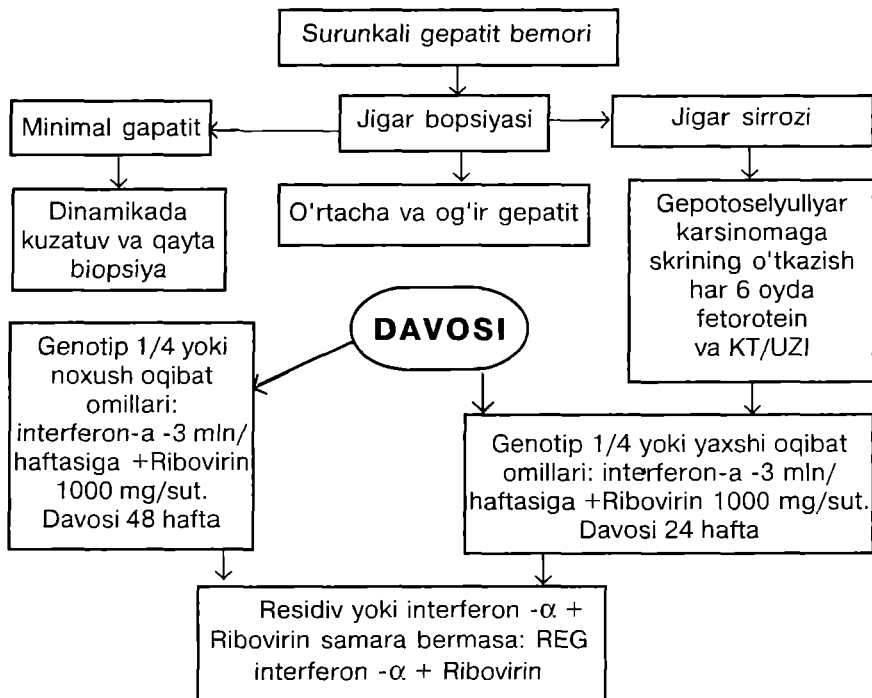 Surunkali gepatit bemori
Minimal gapatit
Jigar bopsiyasi
Jigar sirrozi
Dinamikada
kuzatuv va qayta
biopsiya
O'rtacha va og'ir gepatit
Gepotoselyullyar
karsinomaga
skrining o'tkazish
har 6 oyda
fetorotein
va KT/UZI
DAVOSI
Genotip 1/4 yoki
noxush oqibat
omillari:
interferon-a -3 mln/
haftasiga +Ribovirin
1000 mg/sut.
Davosi 48 hafta
Genotip 1/4 yoki yaxshi oqibat
omillari: interferon-a -3 mln/
haftasiga +Ribovirin 1000 mg/sut.
Davosi 24 hafta
Residiv yoki interferon -α +
Ribovirin samara bermasa: REG
interferon -α + Ribovirin